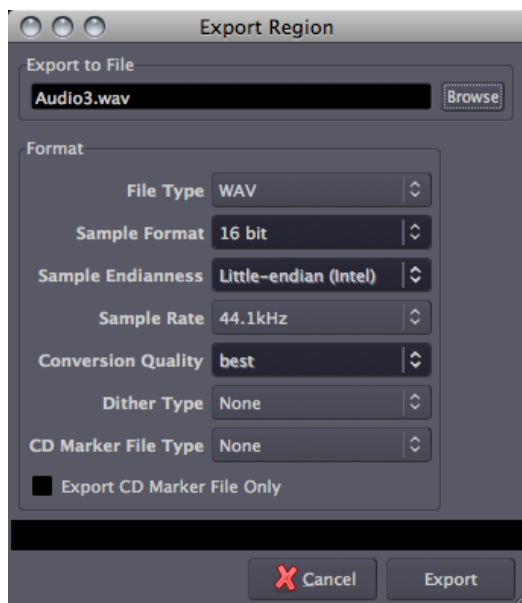 Export Region
Export to File
Audio3.wav Browse
Format
File Type WAV
Sample Format 16 bit
Sample Endianness Little-endian (Intel)
Sample Rate 44.1kHz
Conversion Quality best
Dither Type None
CD Marker File Type None
Export CD Marker File Only
Cancel Export